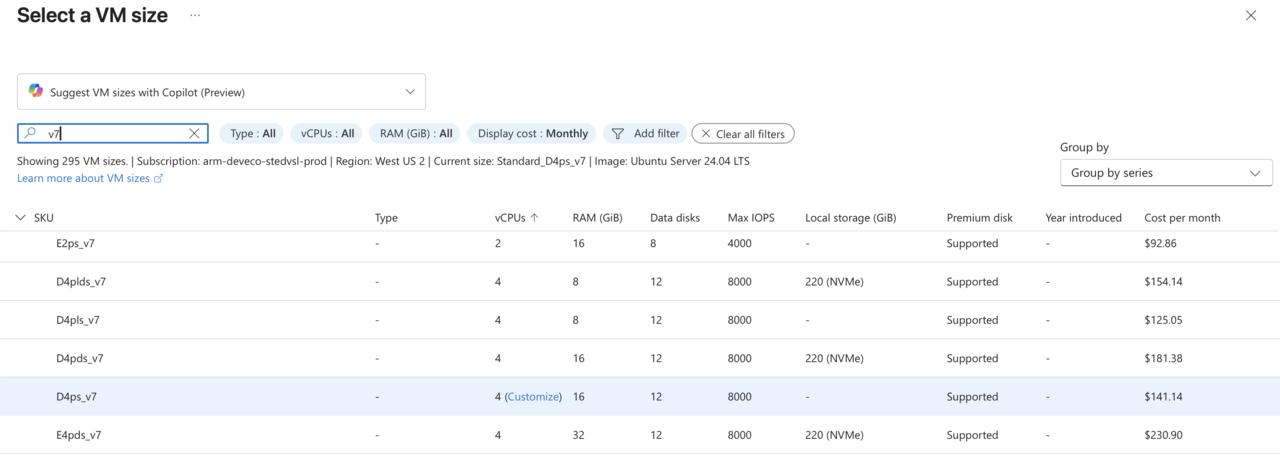 Select a VM size ...
Suggest VM sizes with Copilot (Preview)
v7 Type : All vCPUs : All RAM (GiB) : All Display cost : Monthly Add filter Clear all filters
Showing 295 VM sizes. | Subscription: arm-deveco-stedvsl-prod | Region: West US 2 | Current size: Standard_D4ps_v7 | Image: Ubuntu Server 24.04 LTS
Learn more about VM sizes
Group by
Group by series
SKU Type vCPUs ↑ RAM (GiB) Data disks Max IOPS Local storage (GiB) Premium disk Year introduced Cost per month
E2ps_v7 - 2 16 8 4000 - Supported - $92.86
D4plds_v7 - 4 8 12 8000 220 (NVMe) Supported - $154.14
D4pls_v7 - 4 8 12 8000 - Supported - $125.05
D4pds_v7 - 4 16 12 8000 220 (NVMe) Supported - $181.38
D4ps_v7 - 4 (Customize) 16 12 8000 - Supported - $141.14
E4pds_v7 - 4 32 12 8000 220 (NVMe) Supported - $230.90